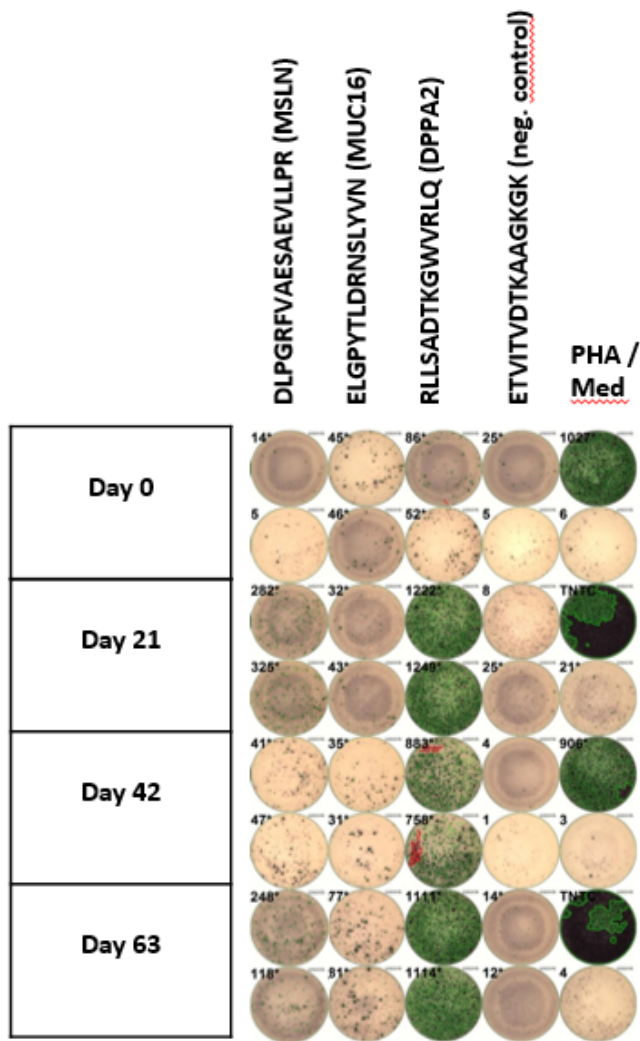 DLPGRFVAESAEVLLPR (MSLN)
ELGPYTLDRNSLYVN (MUC16)
RLLSADTKGWVRLQ (DPPA2)
ETVITVDTKAAGKGK (neg. control)
PHA /
Med
Day 0
14* 45* 86* 25* 1027*
5 46* 52* 5 6
Day 21
282* 32* 1222* 8 TNTC
325* 43* 1249* 25* 21*
Day 42
41* 35* 883* 4 906*
47* 31* 758* 1 3
Day 63
248* 77* 1111* 14* TNTC
118* 81* 1114* 12* 4